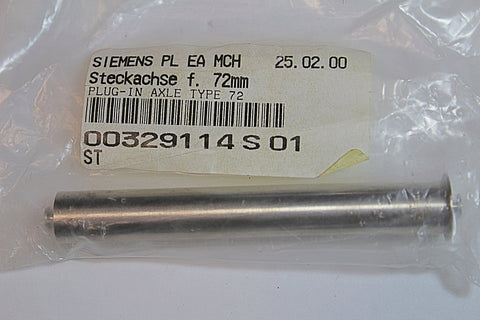 SIEMENS PL EA MCH 25.02.00
Steckachse f. 72mm
PLUG-IN AXLE TYPE 72
00329114 S 01
ST